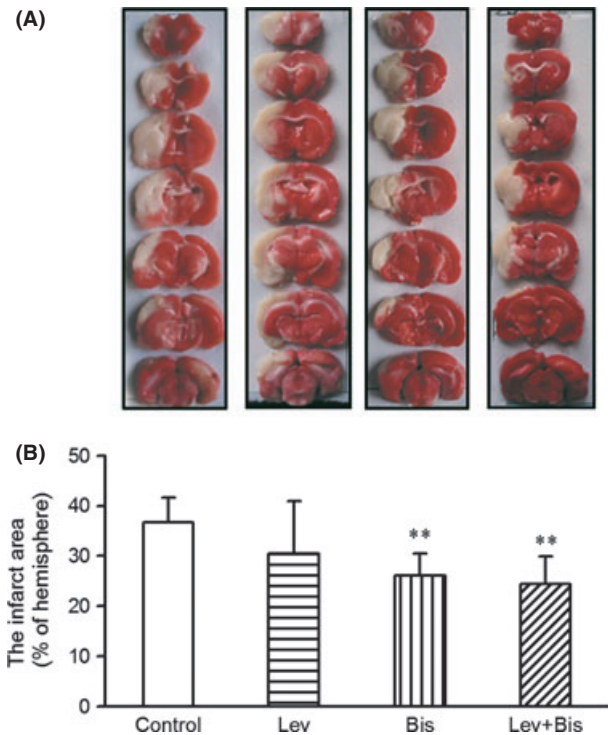 (A)
(B)
The infarct area
(% of hemisphere)
50
40
30
20
10
0
**
**
Control
Lev
Bis
Lev+Bis